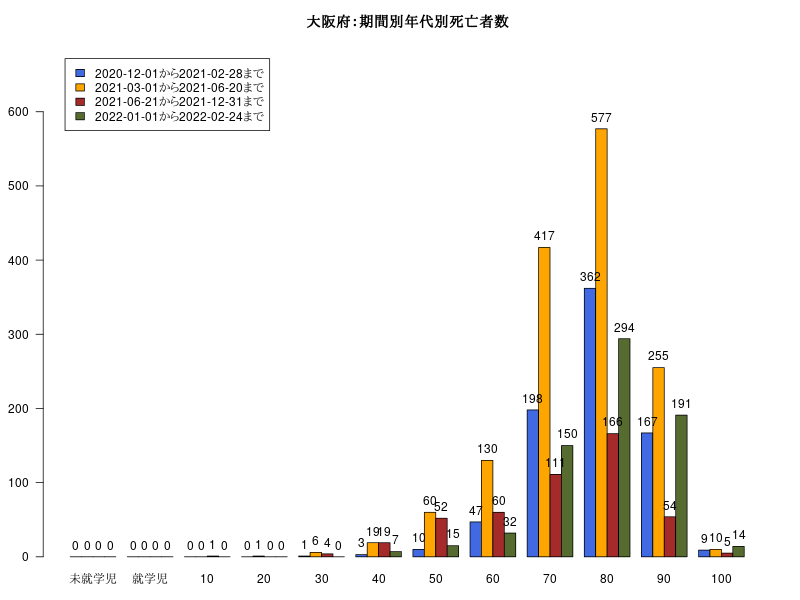 大阪府：期間別年代別死亡者数
2020-12-01から2021-02-28まで
2021-03-01から2021-06-20まで
2021-06-21から2021-12-31まで
2022-01-01から2022-02-24まで
600
500
400
300
200
100
0
0 0 0 0
0 0 0 0
0 0 1 0
0 1 0 0
1 6 4 0
3 19 19 7
10 60 52 15
47 130 60 32
198 417 111 150
362 577 166 294
167 255 54 191
9 10 5 14
未就学児 就学児 10 20 30 40 50 60 70 80 90 100